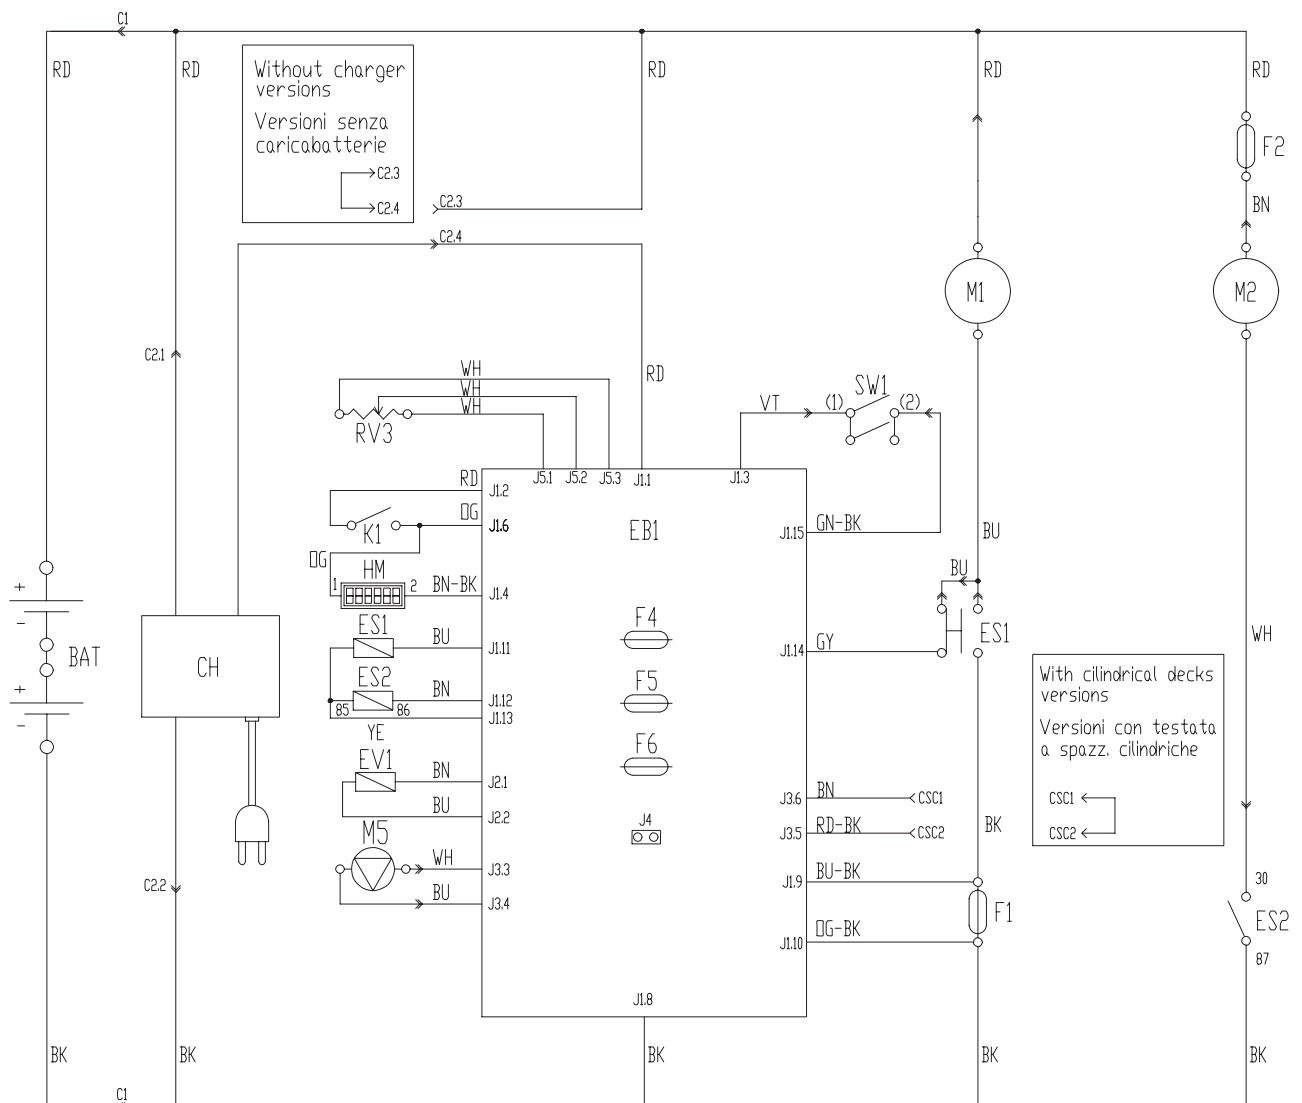 C1
RD
RD
RD
RD
RD
Without charger
versions
Versioni senza
caricabatterie
C2.3
C2.4
C2.3
C2.4
F2
BN
M1
M2
C2.1
WH
WH
WH
RV3
RD
VT
(1)
SW1
(2)
J5.1
J5.2
J5.3
J1.1
J1.3
RD
J1.2
OG
J1.6
K1
EB1
GN-BK
J1.15
BU
OG
HM
1
2
BN-BK
J1.4
BU
+
-
BAT
+
-
CH
ES1
BU
J1.11
F4
GY
J1.14
ES1
WH
ES2
BN
85
86
J1.12
J1.13
F5
YE
With cilindrical decks
versions
Versioni con testata
a spazz. cilindriche
CSC1
CSC2
EV1
BN
J2.1
BU
J2.2
F6
J3.6
BN
CSC1
J3.5
RD-BK
CSC2
BK
J4
M5
WH
J3.3
BU
J3.4
BU-BK
J1.9
F1
OG-BK
J1.10
30
ES2
87
C2.2
J1.8
BK
BK
BK
BK
BK
C1